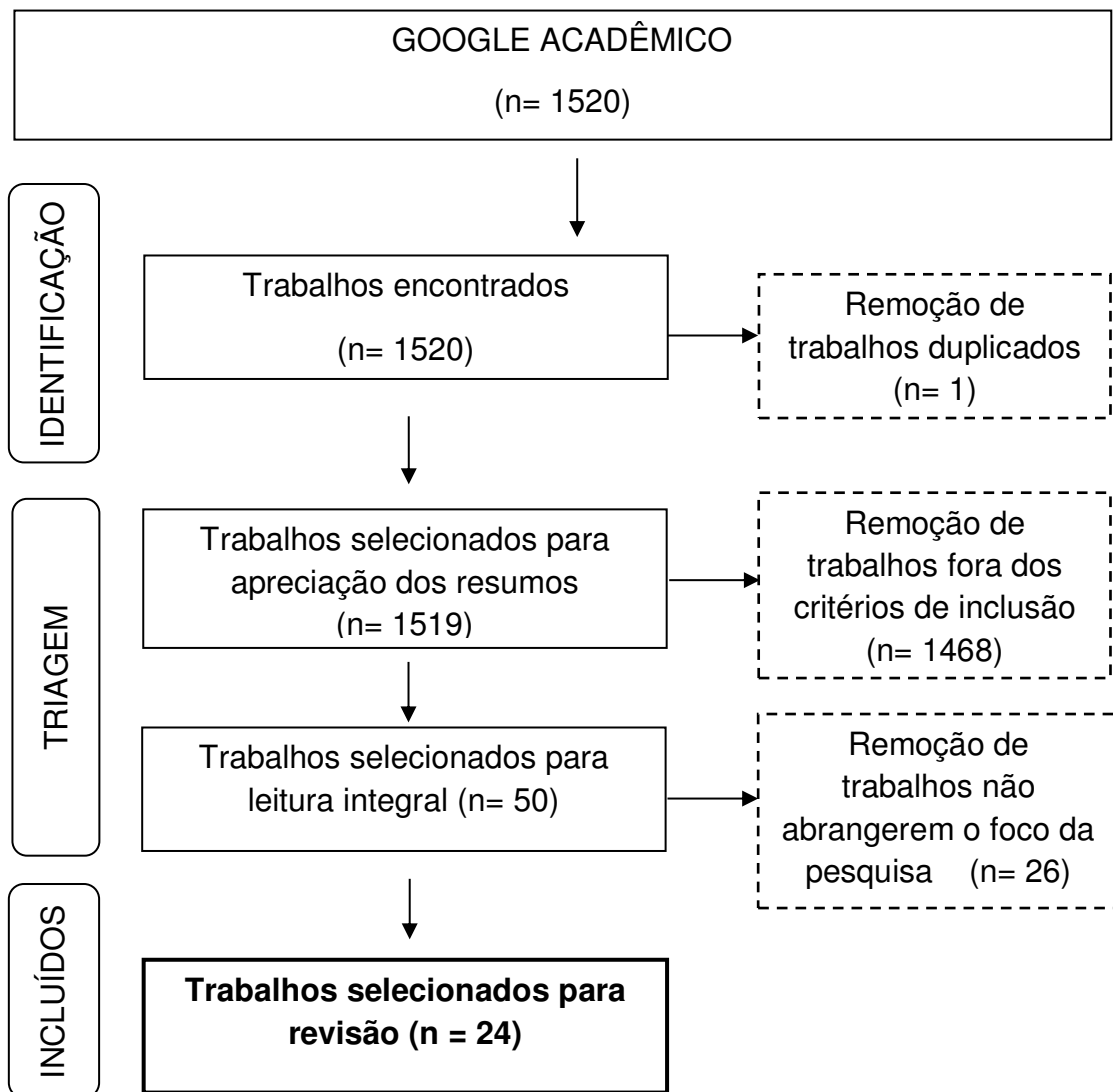 GOOGLE ACADÊMICO
(n= 1520)
IDENTIFICAÇÃO
Trabalhos encontrados
(n= 1520)
Remoção de
trabalhos duplicados
(n= 1)
TRIAGEM
Trabalhos selecionados para
apreciação dos resumos
(n= 1519)
Remoção de
trabalhos fora dos
critérios de inclusão
(n= 1468)
Trabalhos selecionados para
leitura integral (n= 50)
Remoção de
trabalhos não
abrangerem o foco da
pesquisa (n= 26)
INCLUÍDOS
Trabalhos selecionados para
revisão (n = 24)